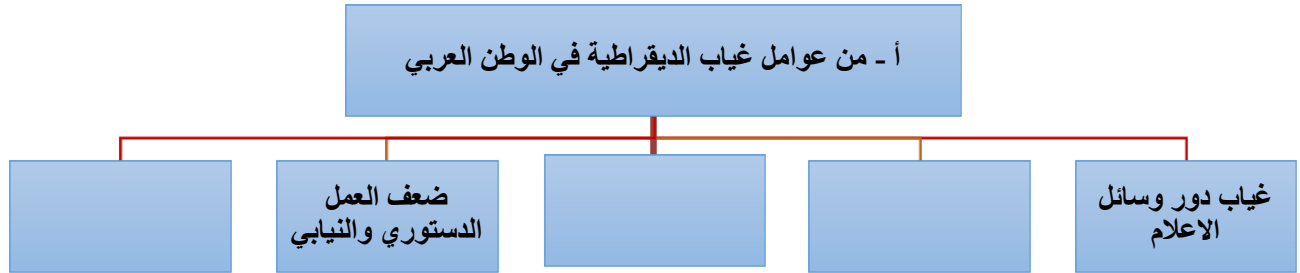 أ ـ من عوامل غياب الديقراطية في الوطن العربي
غياب دور وسائل
الاعلام
ضعف العمل
الدستوري والنيابي